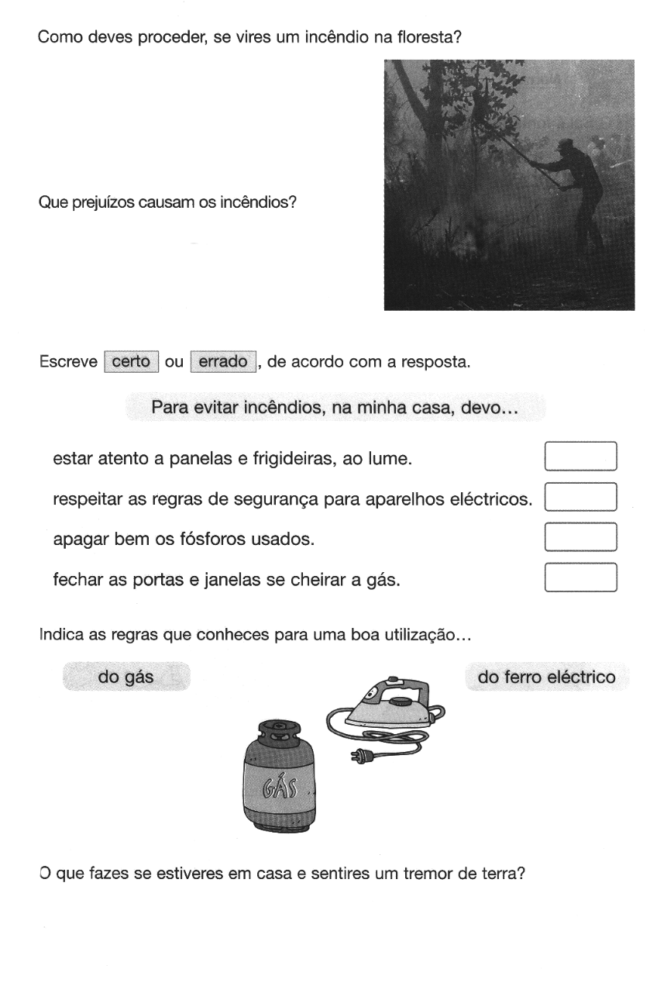 Como deves proceder, se vires um incêndio na floresta?
Que prejuízos causam os incêndios?
Escreve certo ou errado, de acordo com a resposta.
Para evitar incêndios, na minha casa, devo...
estar atento a panelas e frigideiras, ao lume.
respeitar as regras de segurança para aparelhos eléctricos.
apagar bem os fósforos usados.
fechar as portas e janelas se cheirar a gás.
Indica as regras que conheces para uma boa utilização...
do gás
do ferro eléctrico
GÁS
O que fazes se estiveres em casa e sentires um tremor de terra?